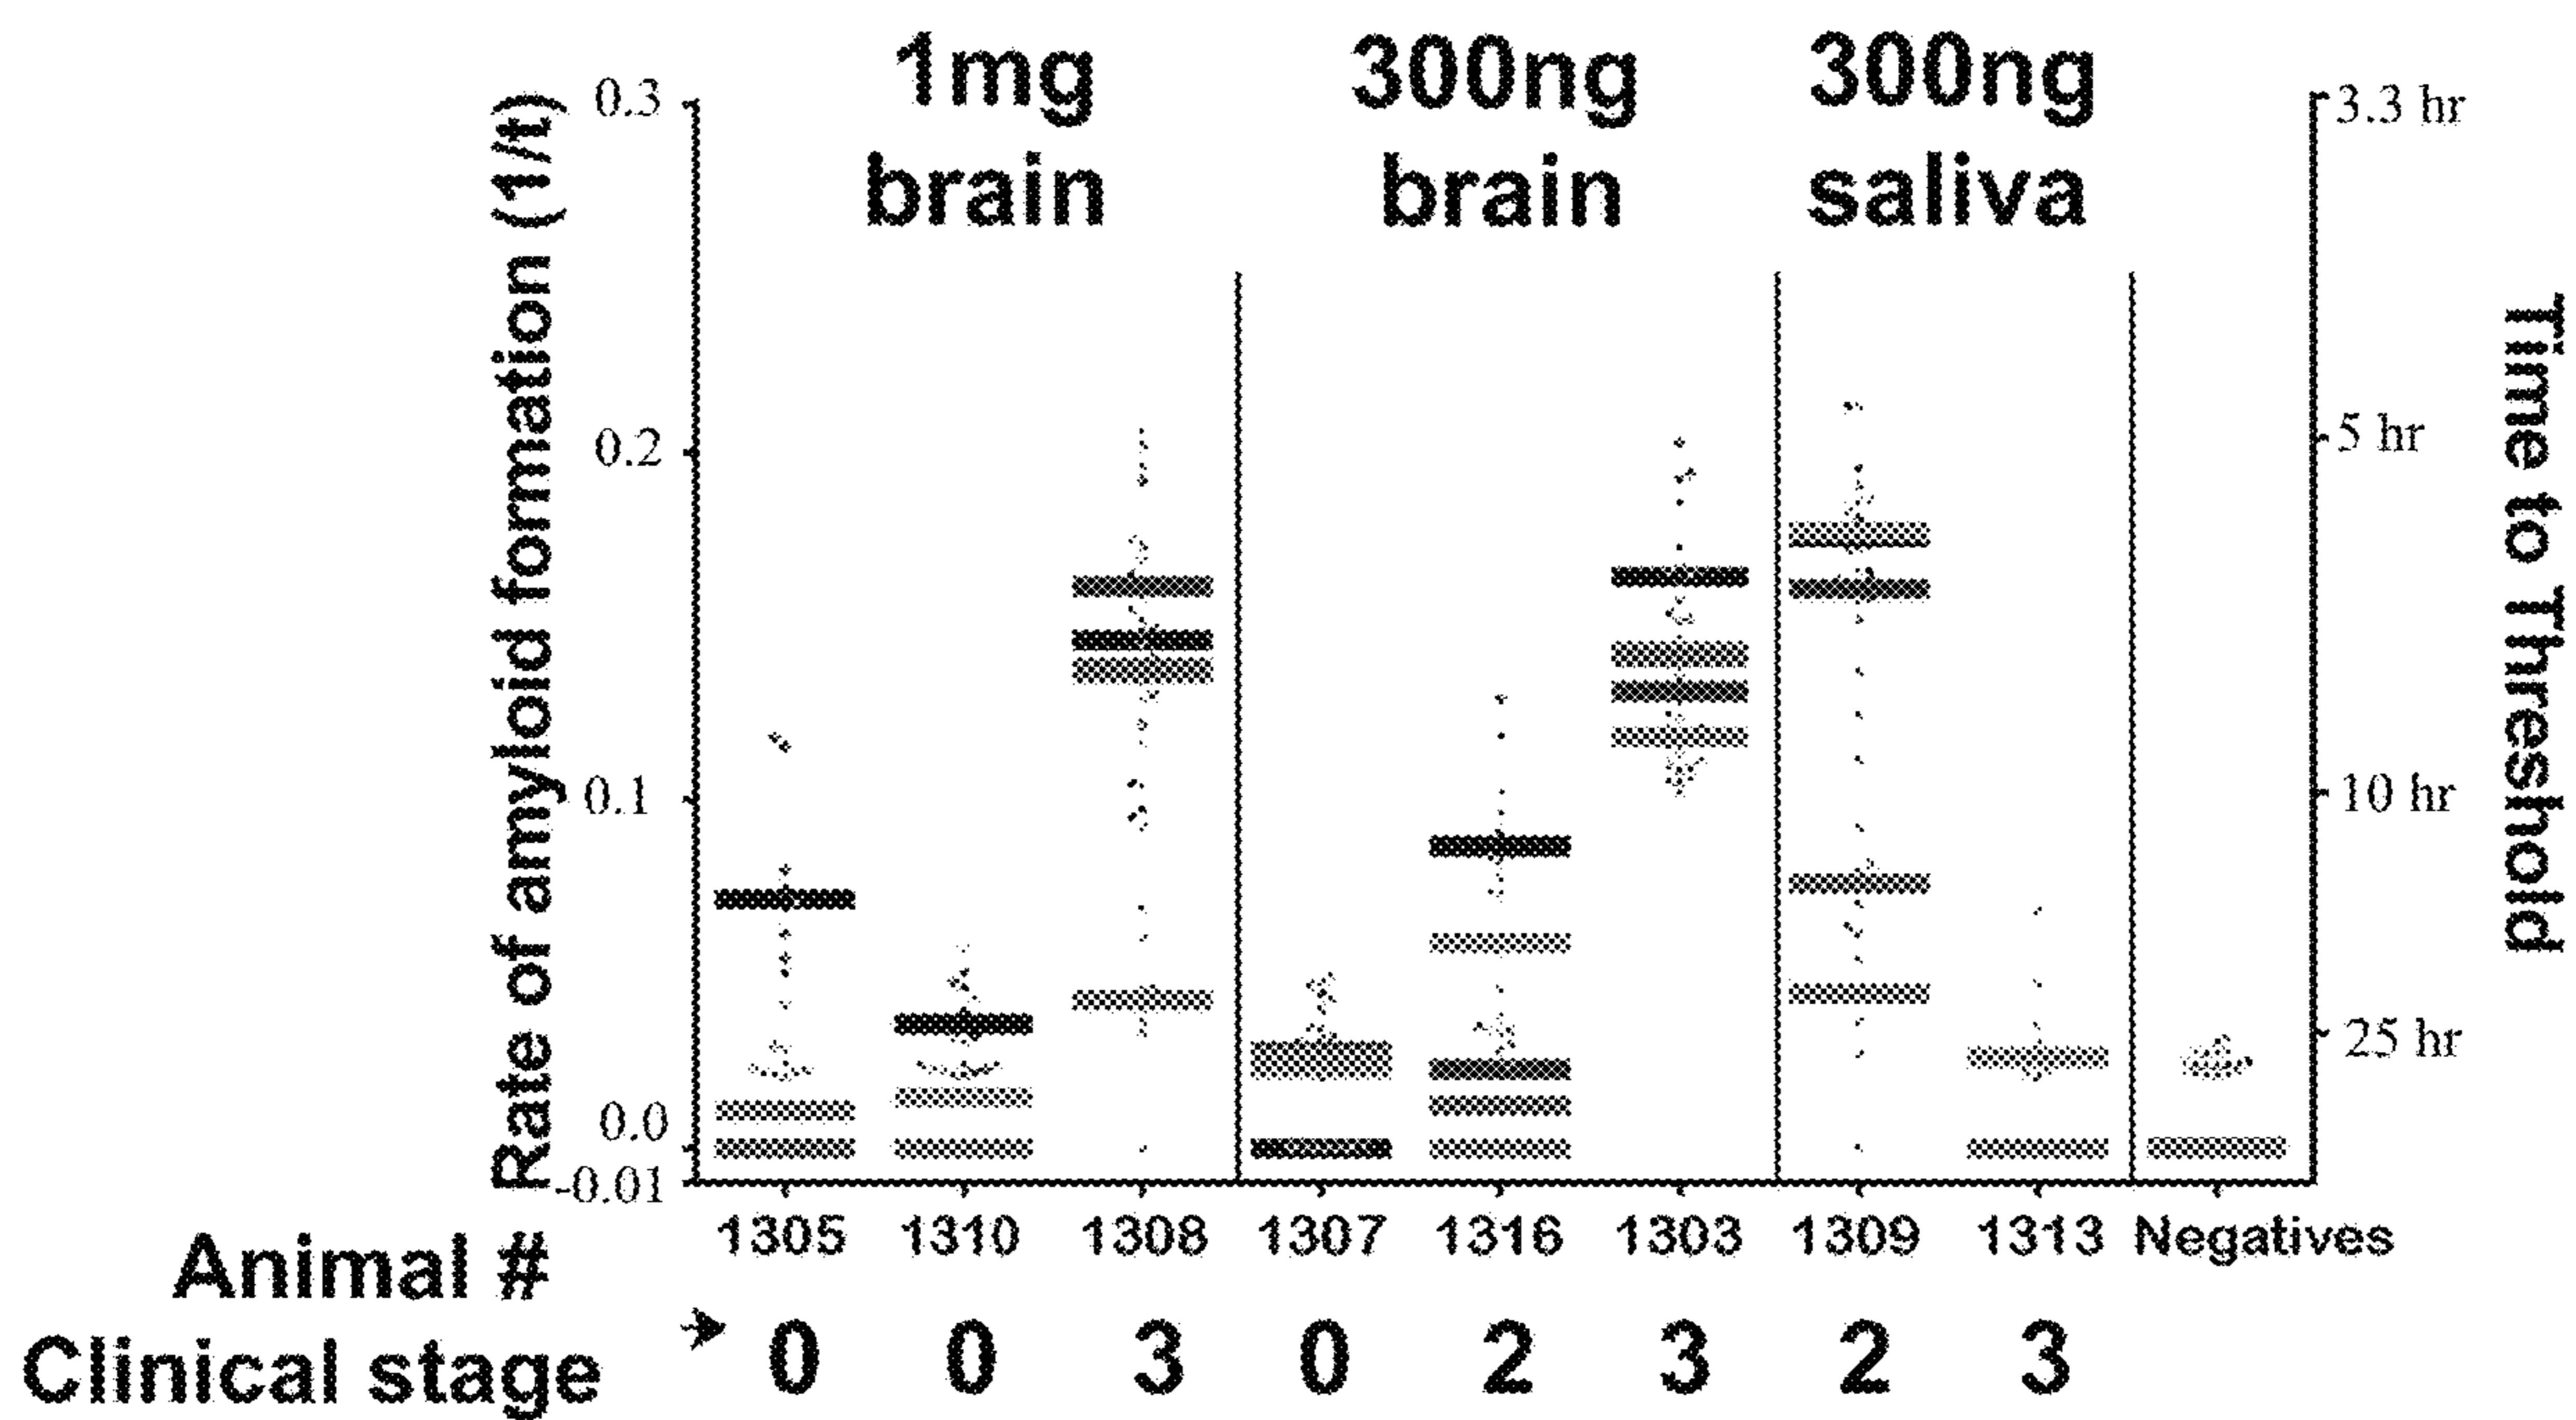 1mg
brain
300ng
brain
300ng
saliva
Rate of amyloid formation (1/t)
0.3
0.2
0.1
0.0
-0.01
3.3 hr
5 hr
10 hr
25 hr
Time to Threshold
1305 1310 1308 1307 1316 1303 1309 1313 Negatives
Animal #
Clinical stage 0 0 3 0 2 3 2 3